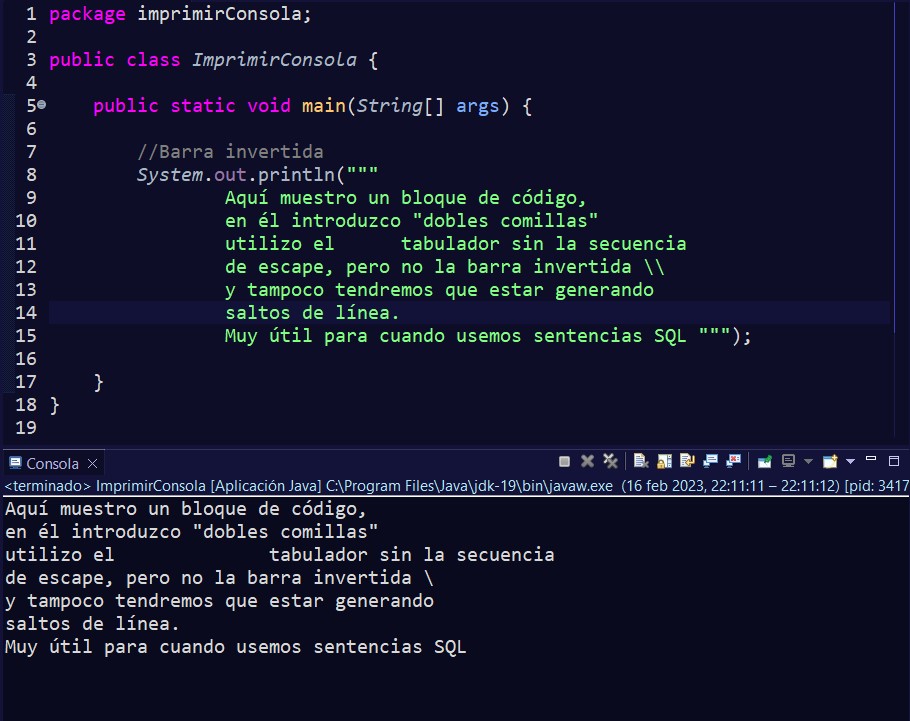 1 package imprimirConsola;
2
3 public class ImprimirConsola {
4
5     public static void main(String[] args) {
6
7         //Barra invertida
8         System.out.println("""
9                 Aquí muestro un bloque de código,
10                 en él introduzco "dobles comillas"
11                 utilizo el      tabulador sin la secuencia
12                 de escape, pero no la barra invertida \\
13                 y tampoco tendremos que estar generando
14                 saltos de línea.
15                 Muy útil para cuando usemos sentencias SQL """);
16
17     }
18 }
19
Consola
<terminado> ImprimirConsola [Aplicación Java] C:\Program Files\Java\jdk-19\bin\javaw.exe  (16 feb 2023, 22:11:11 – 22:11:12) [pid: 3417
Aquí muestro un bloque de código,
en él introduzco "dobles comillas"
utilizo el              tabulador sin la secuencia
de escape, pero no la barra invertida \
y tampoco tendremos que estar generando
saltos de línea.
Muy útil para cuando usemos sentencias SQL